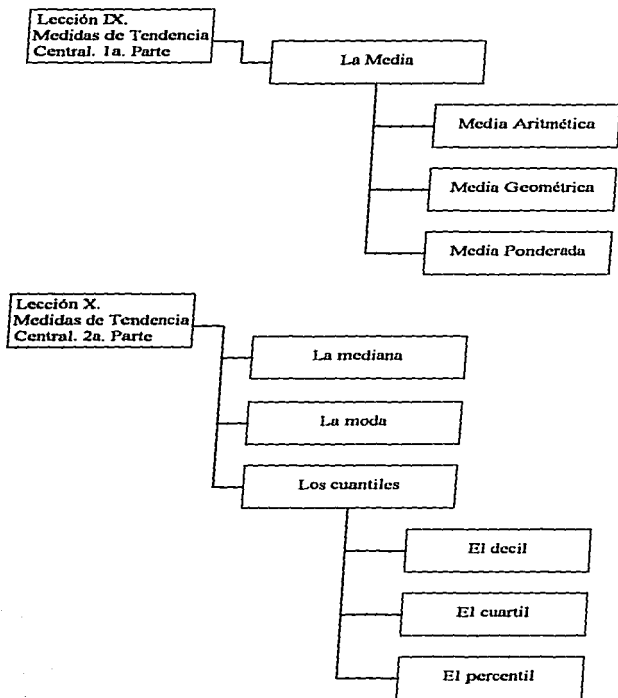 Lección IX.
Medidas de Tendencia
Central. 1a. Parte
La Media
Media Aritmética
Media Geométrica
Media Ponderada
Lección X.
Medidas de Tendencia
Central. 2a. Parte
La mediana
La moda
Los cuantiles
El decil
El cuartil
El percentil